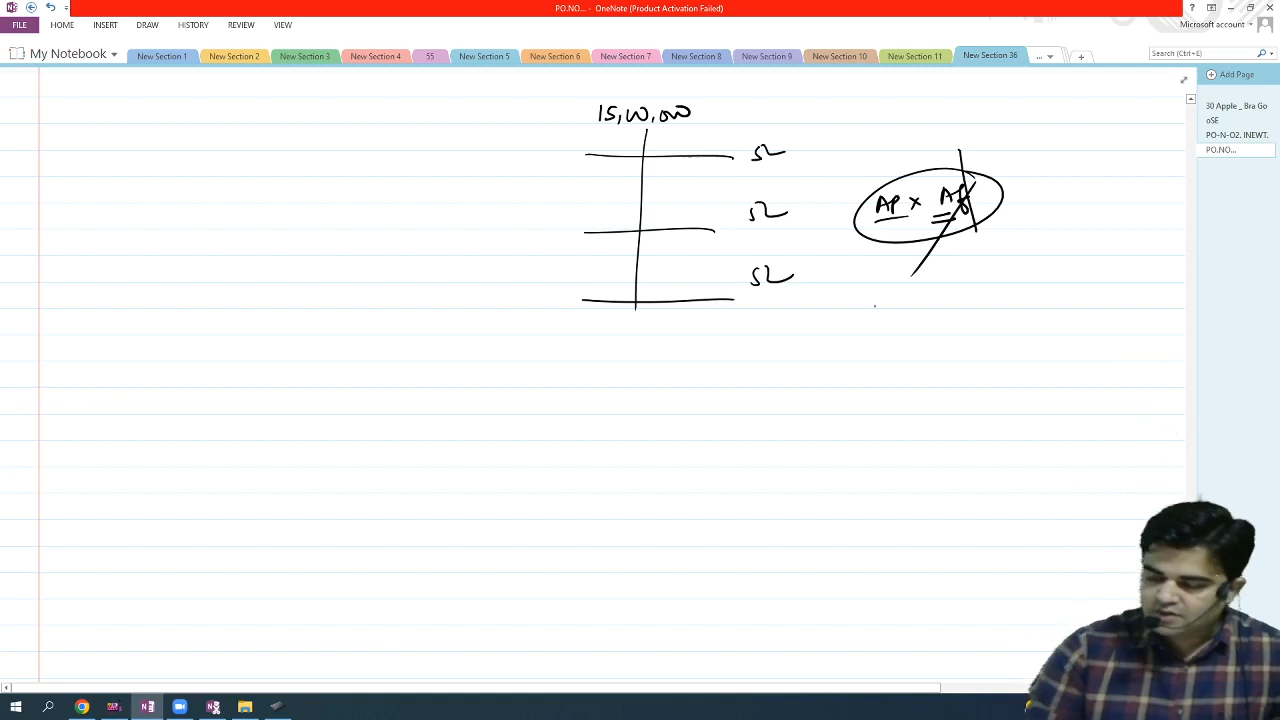 PO.NO... - OneNote (Product Activation Failed)
FILE HOME INSERT DRAW HISTORY REVIEW VIEW
Microsoft account
My Notebook New Section 1 New Section 2 New Section 3 New Section 4 55 New Section 5 New Section 6 New Section 7 New Section 8 New Section 9 New Section 10 New Section 11 New Section 36 ... Search (Ctrl+E)
Add Page
30 Apple _ Bra Go
oSE
PO-N-O2. INEWT.
PO.NO...
15,00,000
5L
AP x
5L
5L